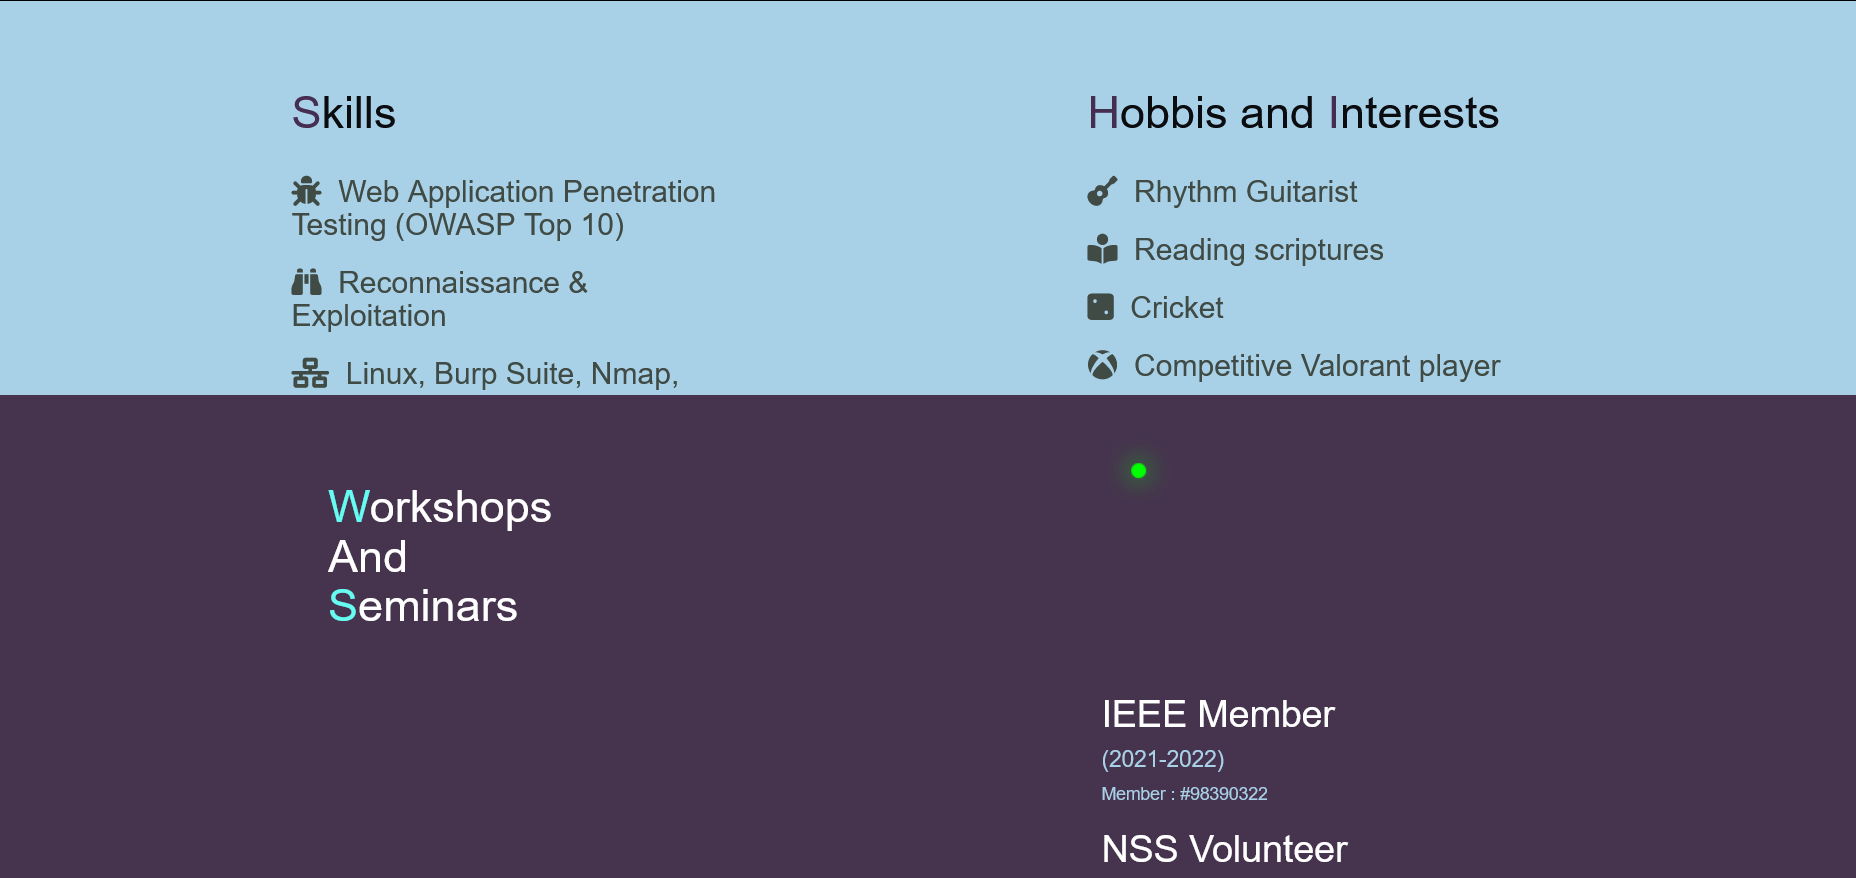 Skills
Web Application Penetration
Testing (OWASP Top 10)
Reconnaissance &
Exploitation
Linux, Burp Suite, Nmap,
Hobbis and Interests
Rhythm Guitarist
Reading scriptures
Cricket
Competitive Valorant player
Workshops
And
Seminars
IEEE Member
(2021-2022)
Member : #98390322
NSS Volunteer